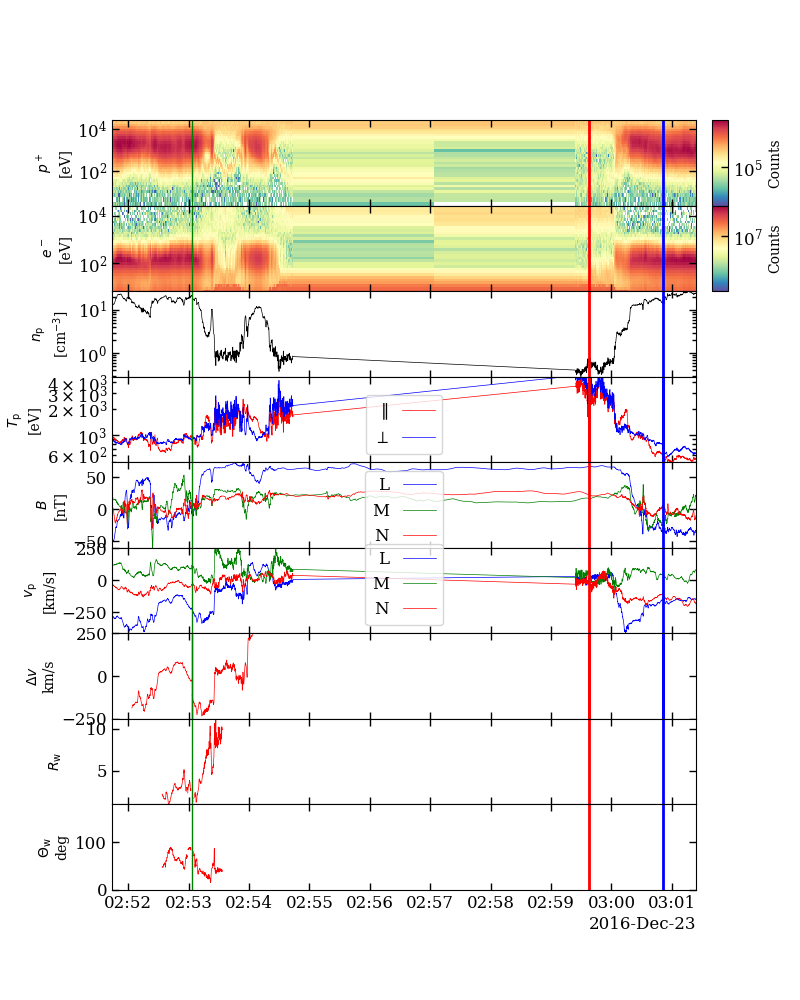 10⁴
10²
p⁺
[eV]
10⁵
Counts
10⁴
10²
e⁻
[eV]
10⁷
Counts
10¹
10⁰
nₚ
[cm⁻³]
4 × 10³
3 × 10³
2 × 10³
10³
6 × 10²
Tₚ
[eV]
∥
⊥
50
0
−50
B
[nT]
L
M
N
250
0
−250
vₚ
[km/s]
L
M
N
250
0
−250
Δv
km/s
10
5
R_w
100
0
Θ_w
deg
02:52 02:53 02:54 02:55 02:56 02:57 02:58 02:59 03:00 03:01
2016-Dec-23